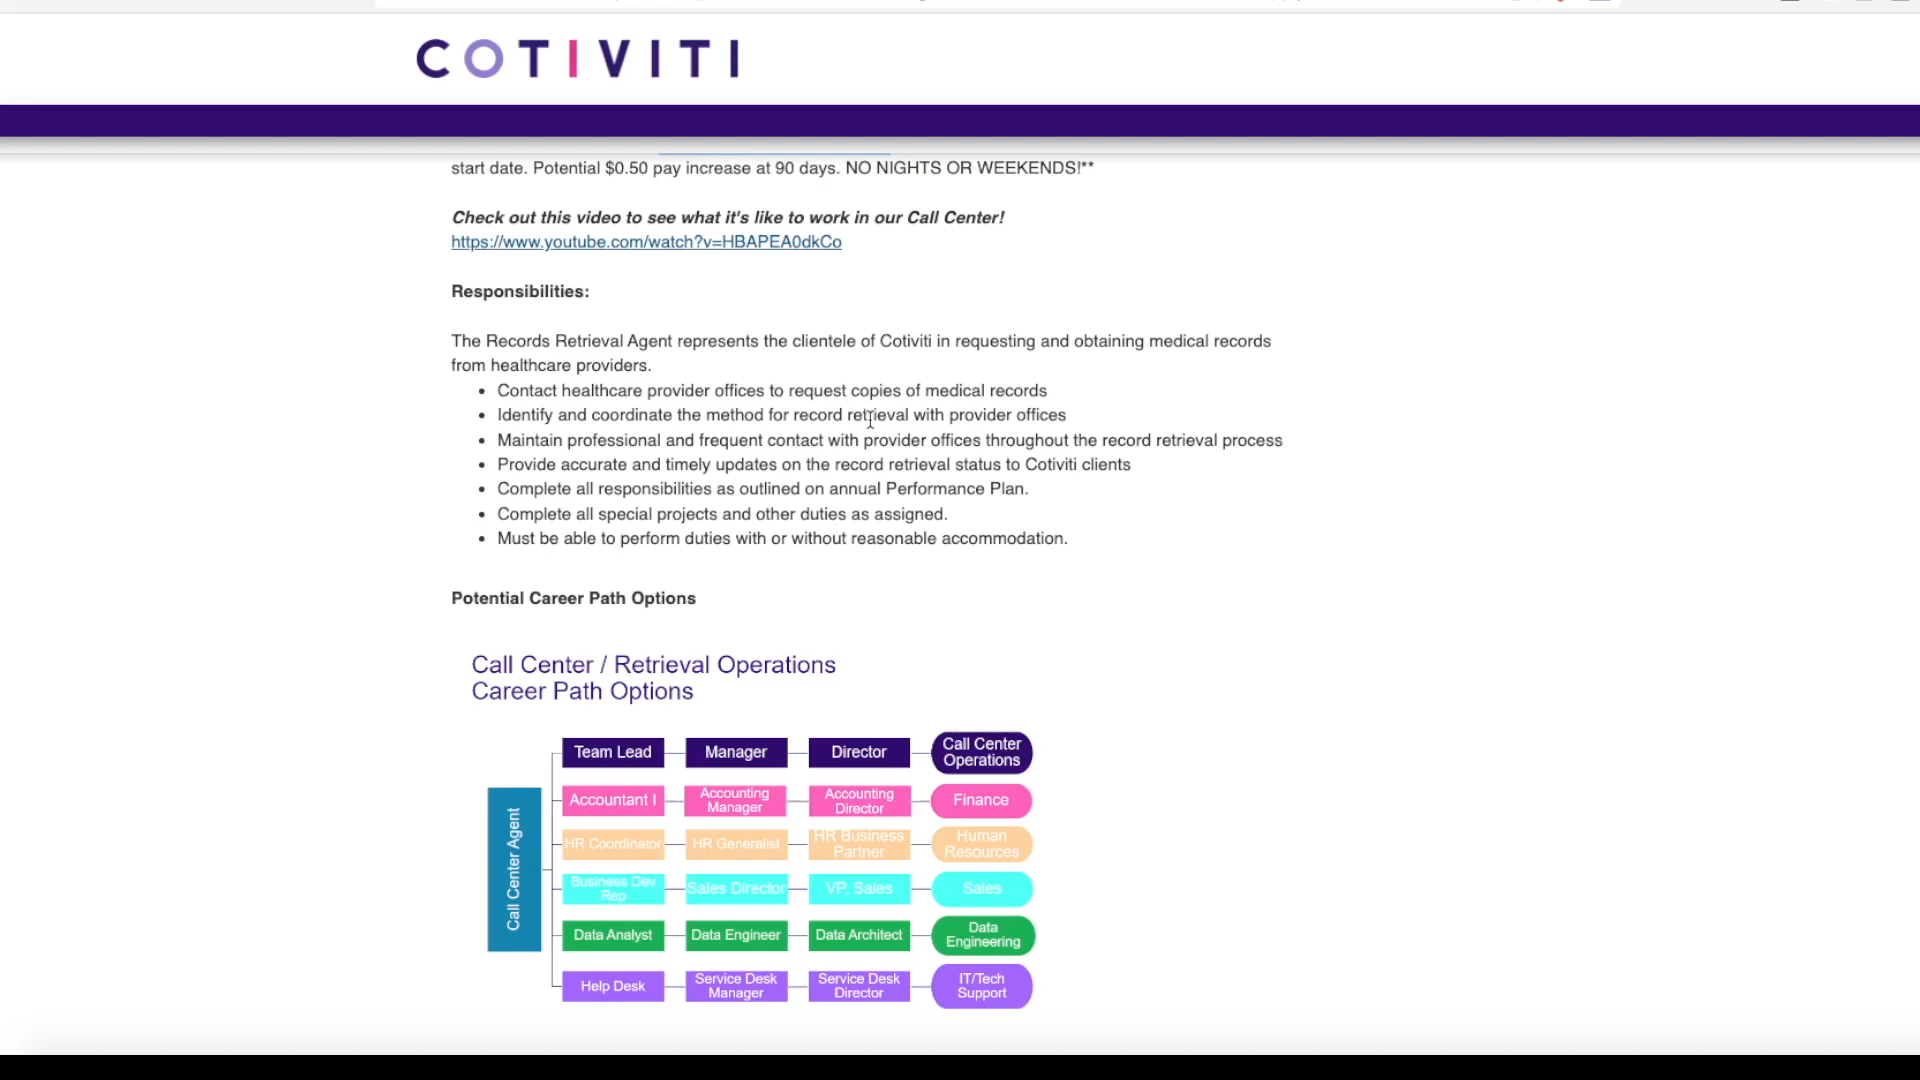 COTIVITI
start date. Potential $0.50 pay increase at 90 days. NO NIGHTS OR WEEKENDS!**
Check out this video to see what it's like to work in our Call Center!
https://www.youtube.com/watch?v=HBAPEA0dkCo
Responsibilities:
The Records Retrieval Agent represents the clientele of Cotiviti in requesting and obtaining medical records
from healthcare providers.
• Contact healthcare provider offices to request copies of medical records
• Identify and coordinate the method for record retrieval with provider offices
• Maintain professional and frequent contact with provider offices throughout the record retrieval process
• Provide accurate and timely updates on the record retrieval status to Cotiviti clients
• Complete all responsibilities as outlined on annual Performance Plan.
• Complete all special projects and other duties as assigned.
• Must be able to perform duties with or without reasonable accommodation.
Potential Career Path Options
Call Center / Retrieval Operations
Career Path Options
Call Center Agent
Team Lead
Manager
Director
Call Center
Operations
Accountant I
Accounting
Manager
Accounting
Director
Finance
HR Coordinator
HR Generalist
HR Business
Partner
Human
Resources
Business Dev
Rep
Sales Director
VP, Sales
Sales
Data Analyst
Data Engineer
Data Architect
Data
Engineering
Help Desk
Service Desk
Manager
Service Desk
Director
IT/Tech
Support